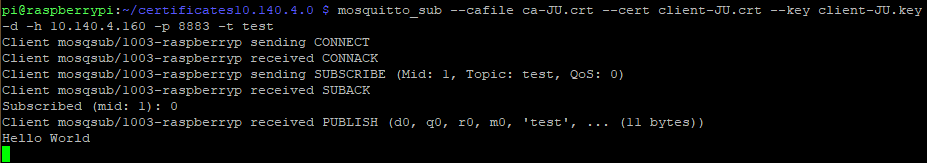 pi@raspberrypi:~/certificates10.140.4.0 $ mosquitto_sub --cafile ca-JU.crt --cert client-JU.crt --key client-JU.key
-d -h 10.140.4.160 -p 8883 -t test
Client mosqsub/1003-raspberryp sending CONNECT
Client mosqsub/1003-raspberryp received CONNACK
Client mosqsub/1003-raspberryp sending SUBSCRIBE (Mid: 1, Topic: test, QoS: 0)
Client mosqsub/1003-raspberryp received SUBACK
Subscribed (mid: 1): 0
Client mosqsub/1003-raspberryp received PUBLISH (d0, q0, r0, m0, 'test', ... (11 bytes))
Hello World